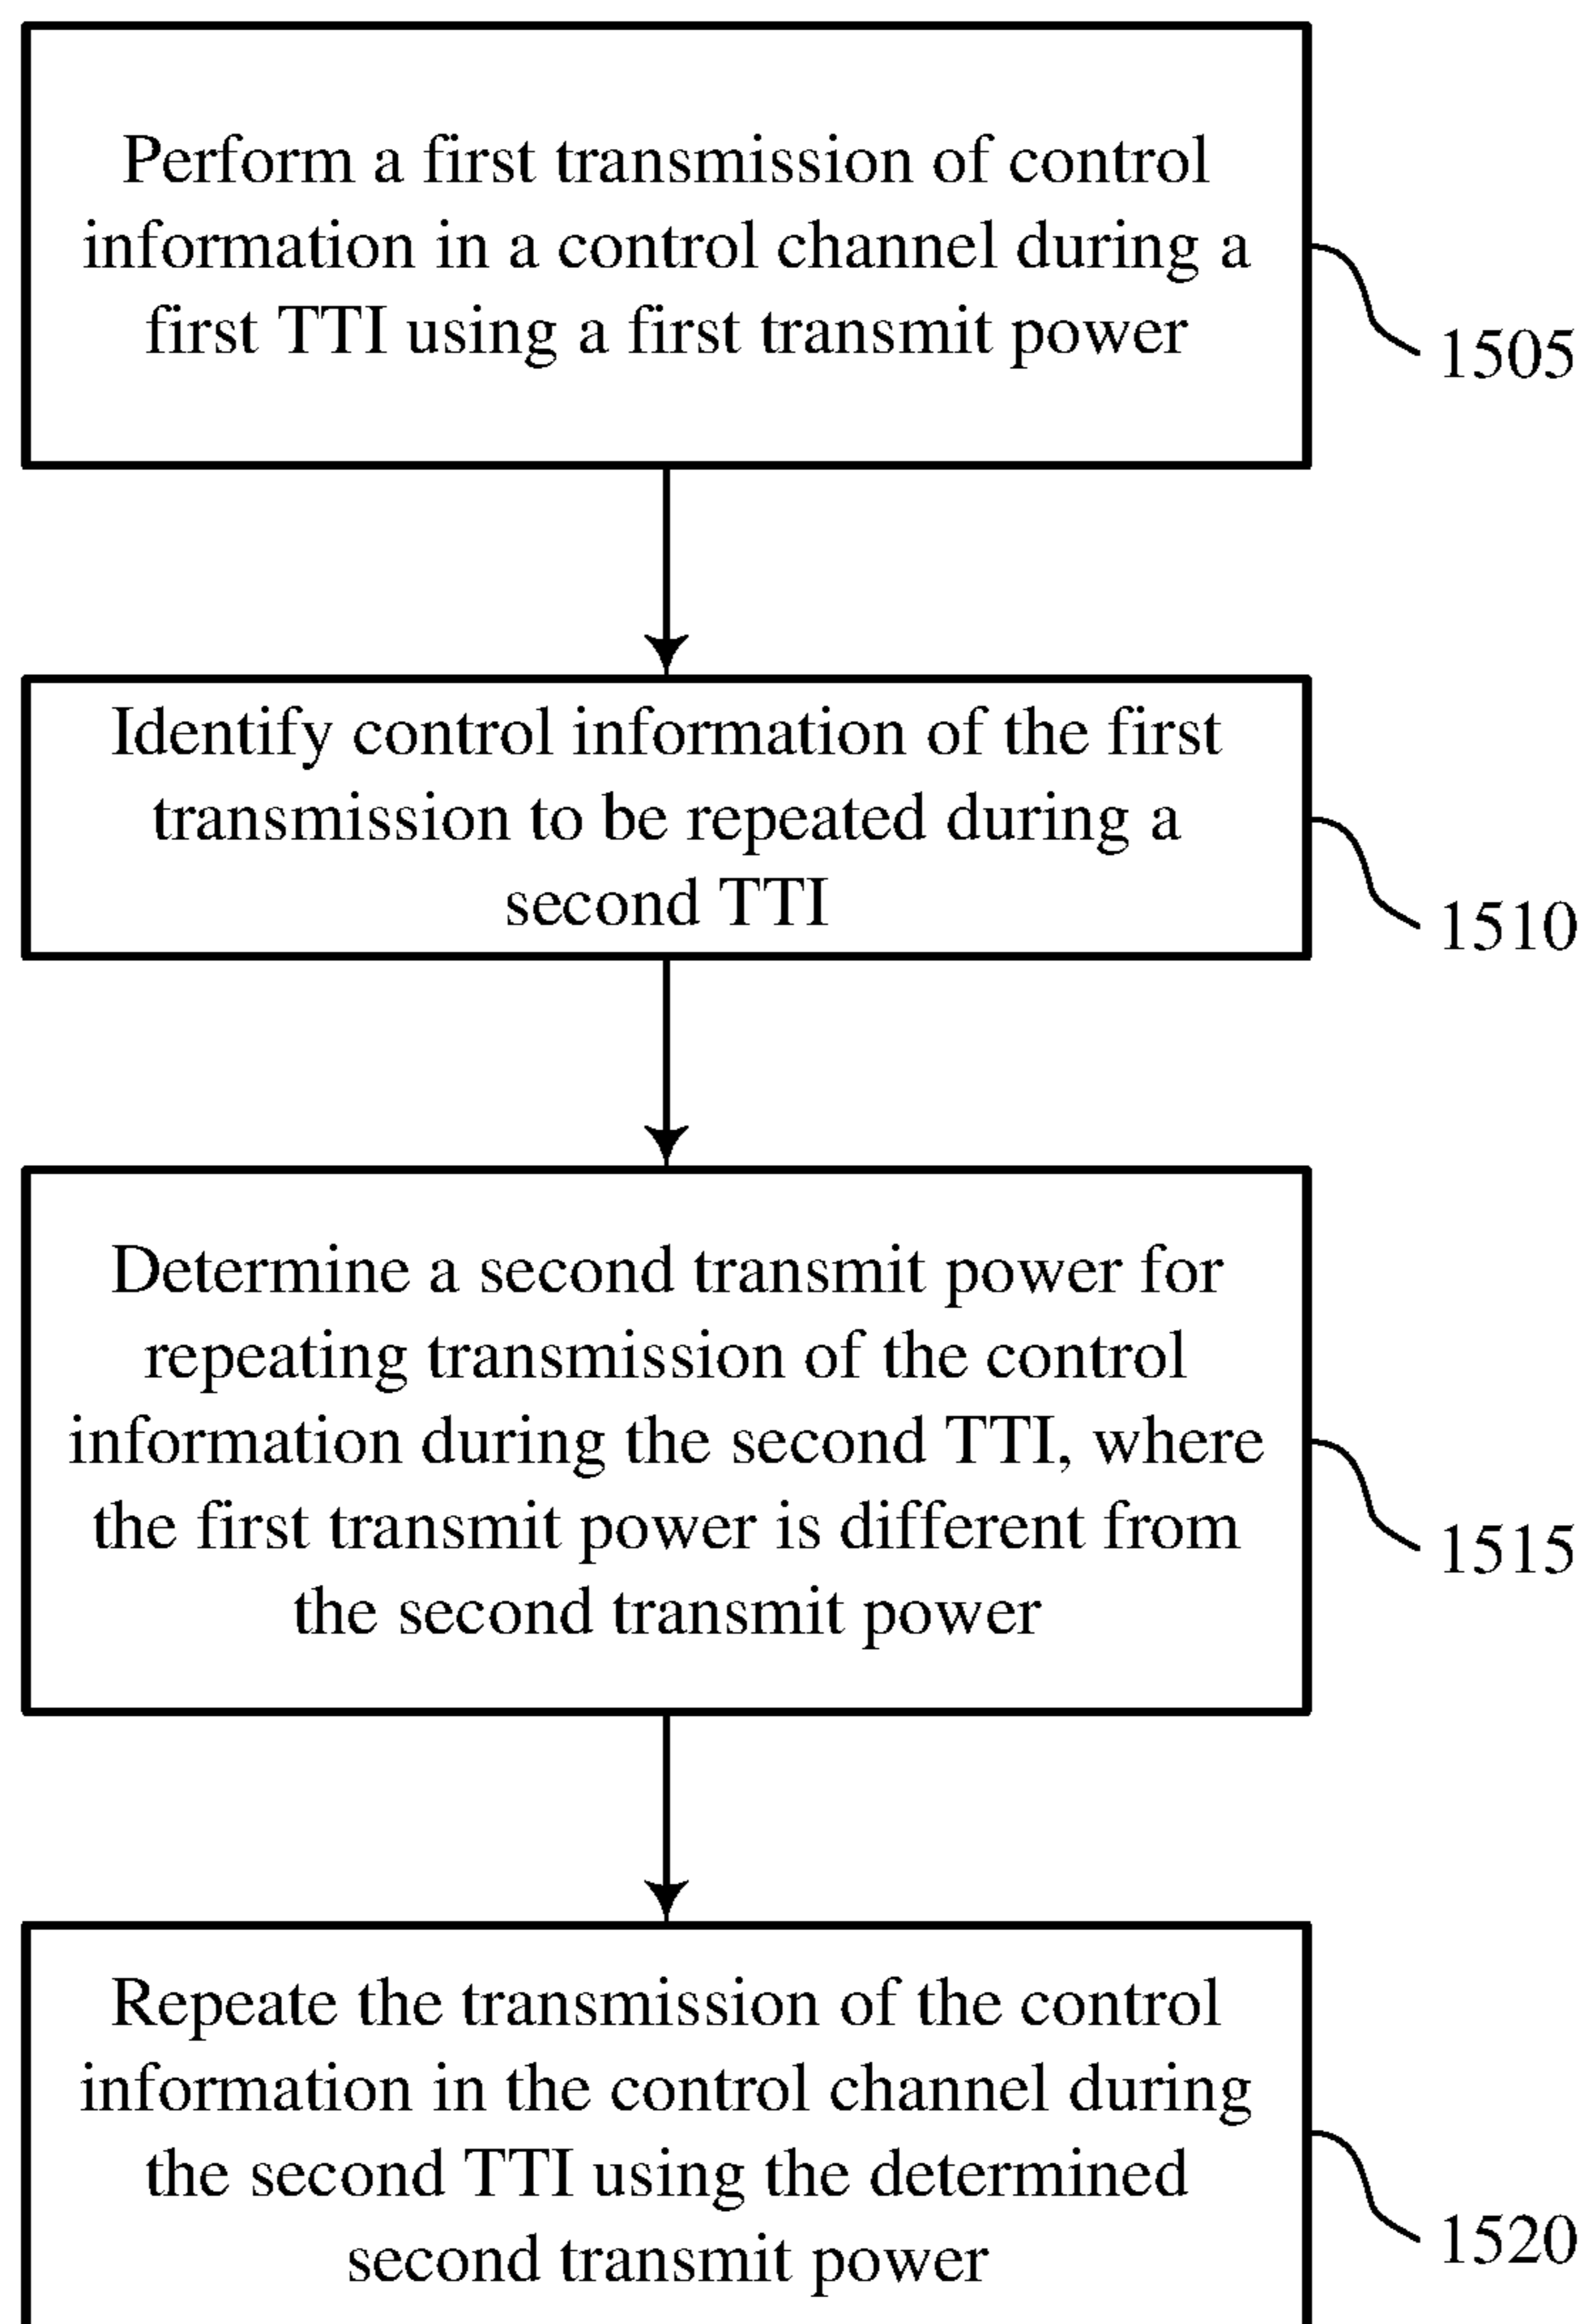 Perform a first transmission of control
information in a control channel during a
first TTI using a first transmit power
1505
Identify control information of the first
transmission to be repeated during a
second TTI
1510
Determine a second transmit power for
repeating transmission of the control
information during the second TTI, where
the first transmit power is different from
the second transmit power
1515
Repeate the transmission of the control
information in the control channel during
the second TTI using the determined
second transmit power
1520